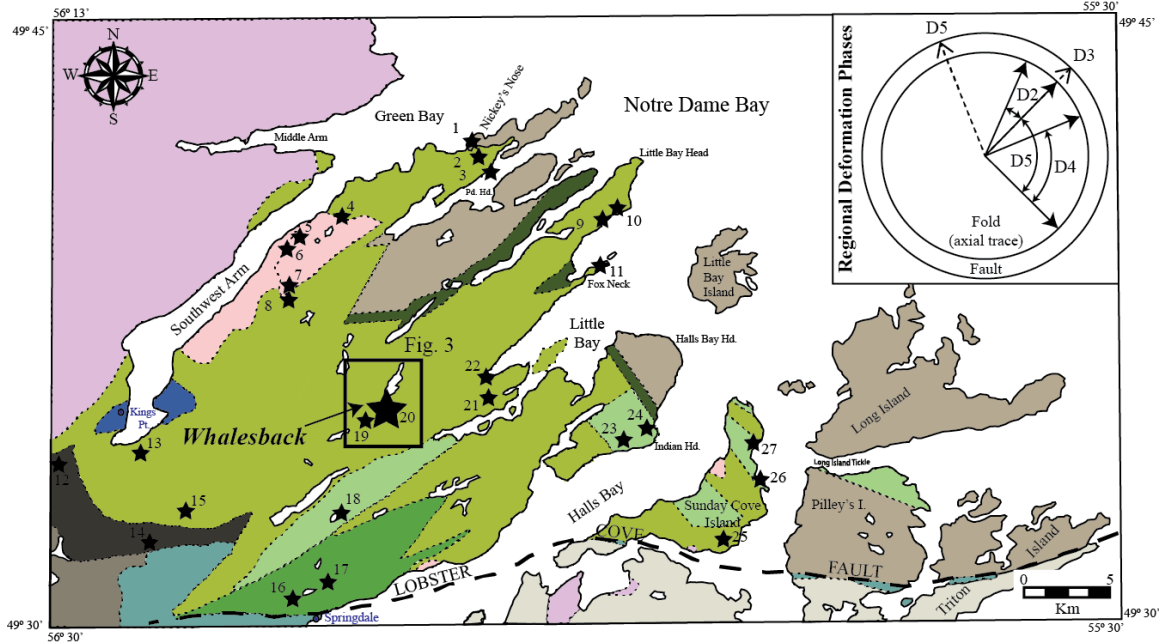 56° 13'
55° 30'
49° 45'
49° 45'
N
W
E
S
Middle Arm
Green Bay
Nickey's Nose
Notre Dame Bay
1
2
3
Pd. Hd.
Little Bay Head
4
5
6
7
8
9
10
11
Fox Neck
Southwest Arm
Little
Bay
Island
Little
Bay
Halls Bay Hd.
Fig. 3
22
21
20
19
Whalesback
Kings
Pt.
13
12
15
14
18
16
17
LOBSTER
Springdale
23
24
Indian Hd.
Halls Bay
COVE
Sunday Cove
Island
25
26
27
Long Island
Long Island Tickle
Pilley's I.
FAULT
Island
Triton
0
5
Km
49° 30'
56° 30'
49° 30'
55° 30'
Regional Deformation Phases
D5
D3
D2
D5
D4
Fold
(axial trace)
Fault